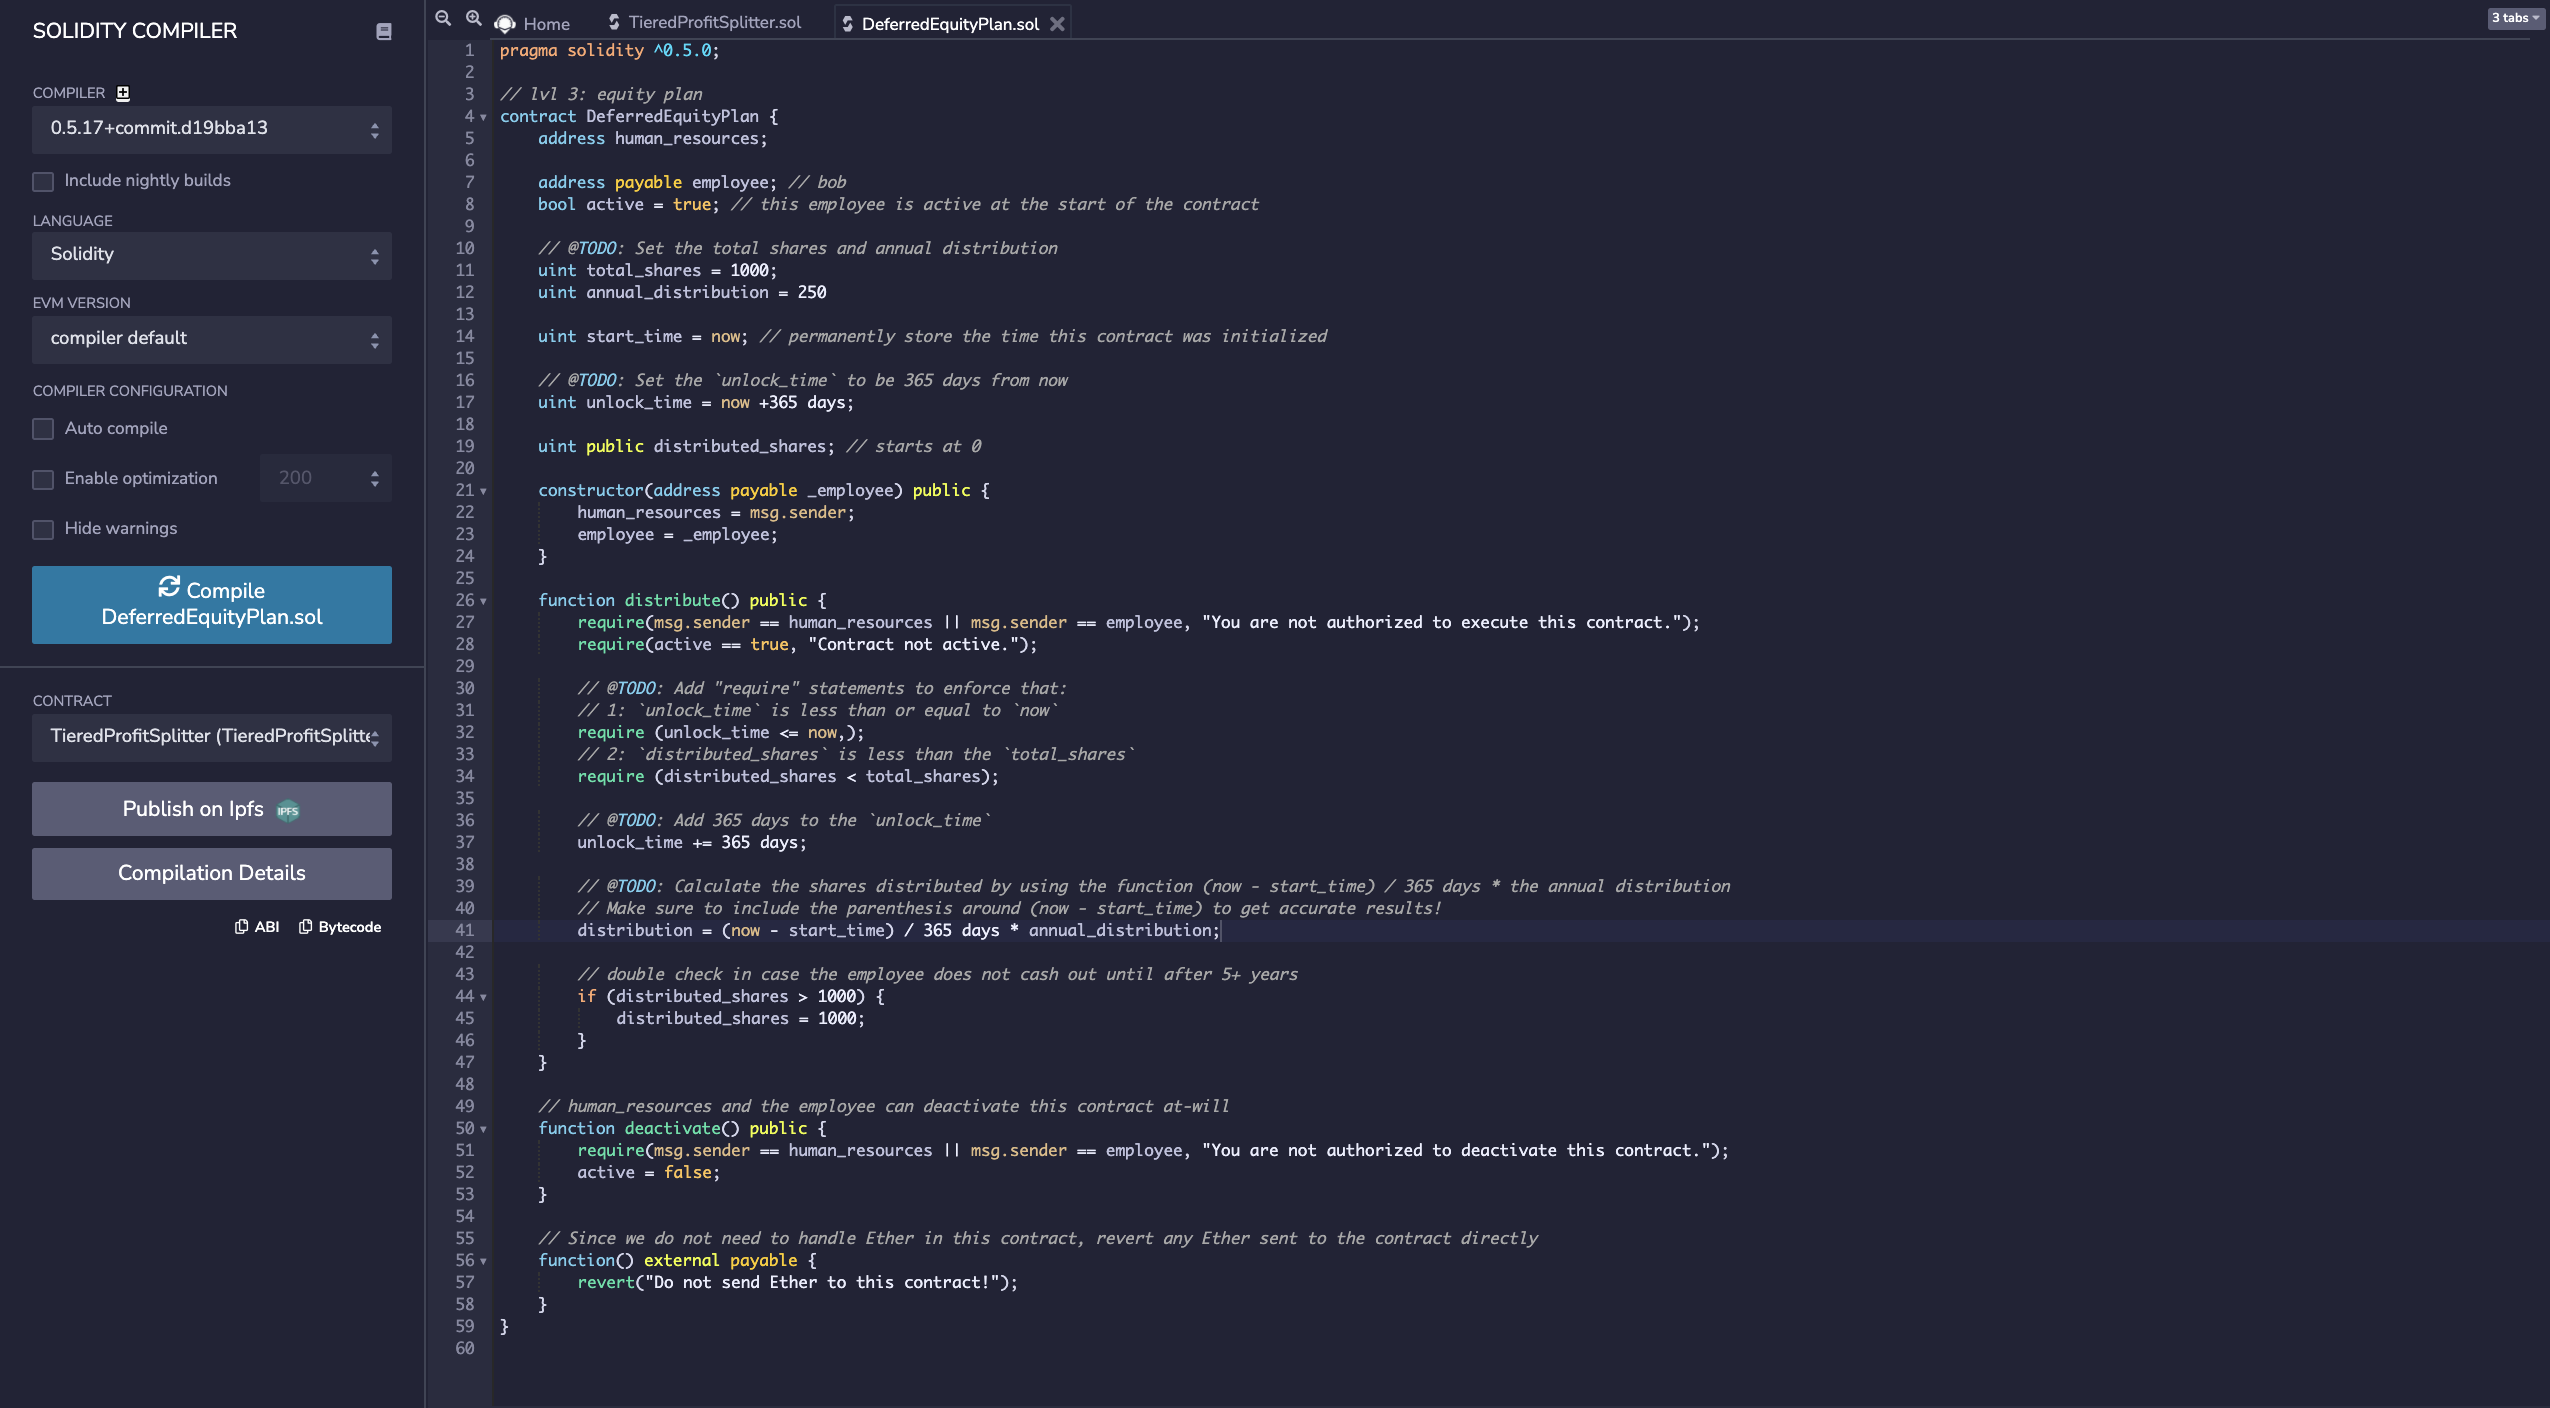 SOLIDITY COMPILER
COMPILER
0.5.17+commit.d19bba13
Include nightly builds
LANGUAGE
Solidity
EVM VERSION
compiler default
COMPILER CONFIGURATION
Auto compile
Enable optimization 200
Hide warnings
Compile
DeferredEquityPlan.sol
CONTRACT
TieredProfitSplitter (TieredProfitSplitte
Publish on Ipfs IPFS
Compilation Details
ABI Bytecode
Home TieredProfitSplitter.sol DeferredEquityPlan.sol
3 tabs
1 pragma solidity ^0.5.0;
2
3 // lvl 3: equity plan
4 contract DeferredEquityPlan {
5 address human_resources;
6
7 address payable employee; // bob
8 bool active = true; // this employee is active at the start of the contract
9
10 // @TODO: Set the total shares and annual distribution
11 uint total_shares = 1000;
12 uint annual_distribution = 250
13
14 uint start_time = now; // permanently store the time this contract was initialized
15
16 // @TODO: Set the `unlock_time` to be 365 days from now
17 uint unlock_time = now +365 days;
18
19 uint public distributed_shares; // starts at 0
20
21 constructor(address payable _employee) public {
22 human_resources = msg.sender;
23 employee = _employee;
24 }
25
26 function distribute() public {
27 require(msg.sender == human_resources || msg.sender == employee, "You are not authorized to execute this contract.");
28 require(active == true, "Contract not active.");
29
30 // @TODO: Add "require" statements to enforce that:
31 // 1: `unlock_time` is less than or equal to `now`
32 require (unlock_time <= now,);
33 // 2: `distributed_shares` is less than the `total_shares`
34 require (distributed_shares < total_shares);
35
36 // @TODO: Add 365 days to the `unlock_time`
37 unlock_time += 365 days;
38
39 // @TODO: Calculate the shares distributed by using the function (now - start_time) / 365 days * the annual distribution
40 // Make sure to include the parenthesis around (now - start_time) to get accurate results!
41 distribution = (now - start_time) / 365 days * annual_distribution;
42
43 // double check in case the employee does not cash out until after 5+ years
44 if (distributed_shares > 1000) {
45 distributed_shares = 1000;
46 }
47 }
48
49 // human_resources and the employee can deactivate this contract at-will
50 function deactivate() public {
51 require(msg.sender == human_resources || msg.sender == employee, "You are not authorized to deactivate this contract.");
52 active = false;
53 }
54
55 // Since we do not need to handle Ether in this contract, revert any Ether sent to the contract directly
56 function() external payable {
57 revert("Do not send Ether to this contract!");
58 }
59 }
60